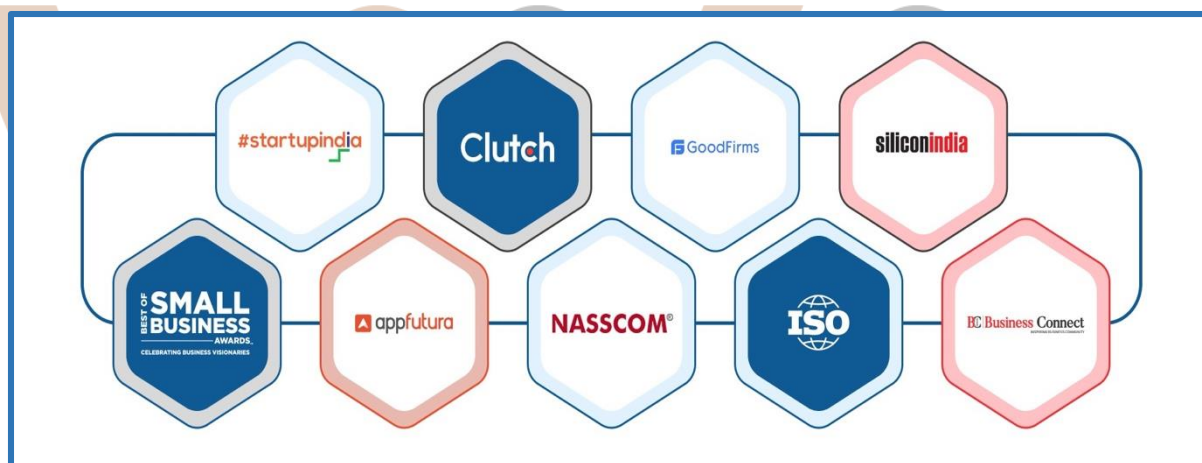 #startupindia
Clutch
GoodFirms
siliconindia
BEST OF
SMALL
BUSINESS
AWARDS
CELEBRATING BUSINESS VISIONARIES
appfutura
NASSCOM®
ISO
BC Business Connect